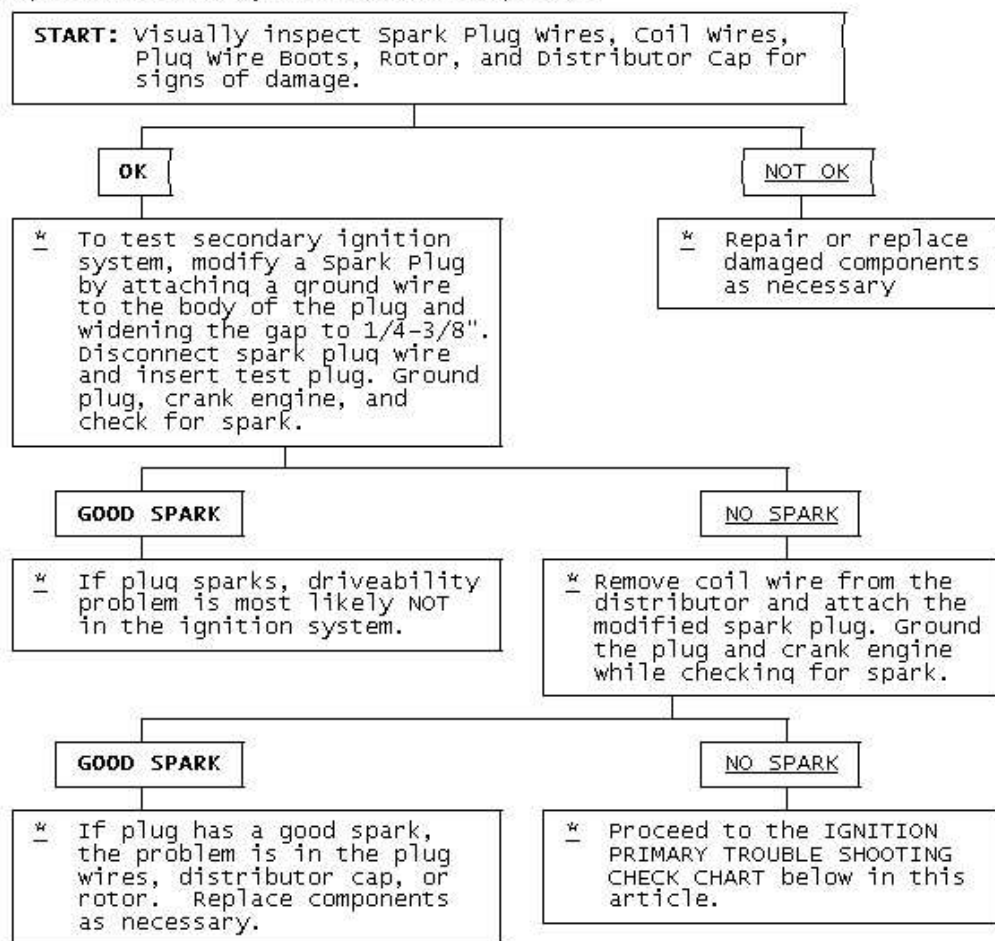 START: Visually inspect Spark Plug Wires, Coil Wires,
Plug Wire Boots, Rotor, and Distributor Cap for
signs of damage.
OK
NOT OK
* To test secondary ignition
system, modify a Spark Plug
by attaching a ground wire
to the body of the plug and
widening the gap to 1/4-3/8".
Disconnect spark plug wire
and insert test plug. Ground
plug, crank engine, and
check for spark.
* Repair or replace
damaged components
as necessary
GOOD SPARK
NO SPARK
* If plug sparks, driveability
problem is most likely NOT
in the ignition system.
* Remove coil wire from the
distributor and attach the
modified spark plug. Ground
the plug and crank engine
while checking for spark.
GOOD SPARK
NO SPARK
* If plug has a good spark,
the problem is in the plug
wires, distributor cap, or
rotor. Replace components
as necessary.
* Proceed to the IGNITION
PRIMARY TROUBLE SHOOTING
CHECK CHART below in this
article.